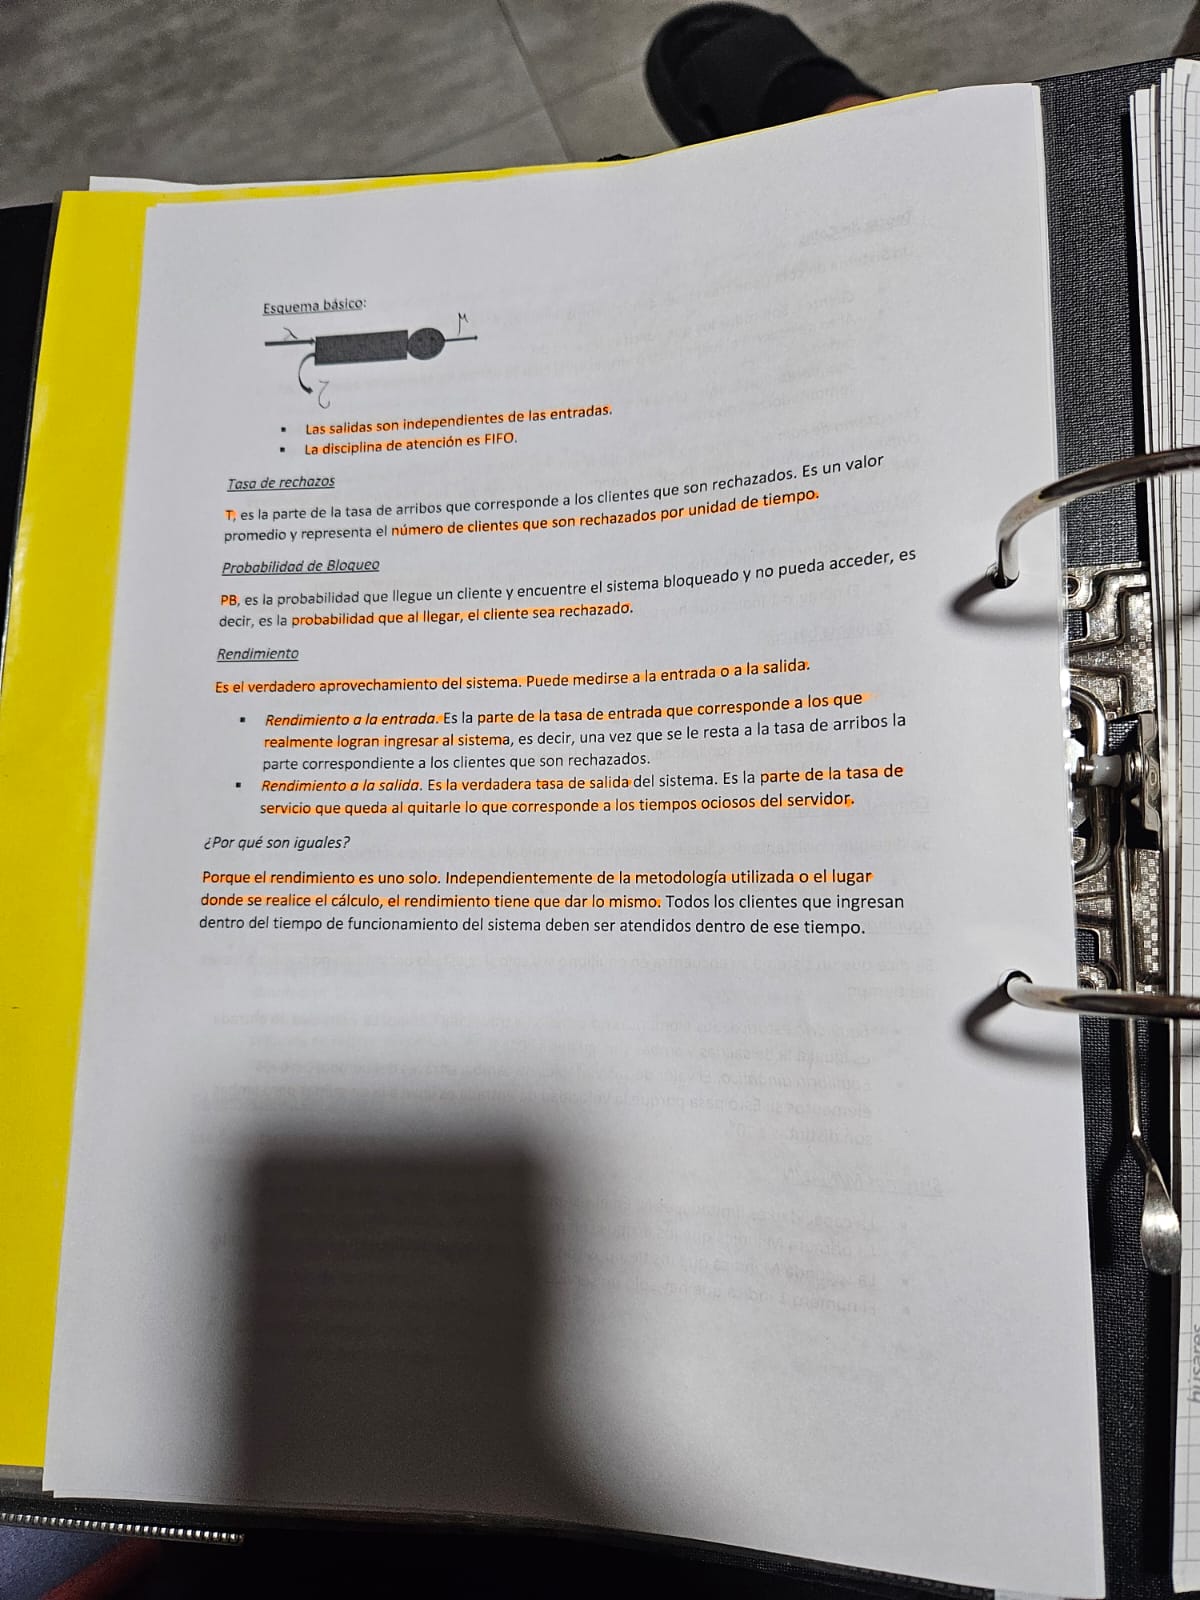 Esquema básico:
λ
μ
▪ Las salidas son independientes de las entradas.
▪ La disciplina de atención es FIFO.
Tasa de rechazos
T, es la parte de la tasa de arribos que corresponde a los clientes que son rechazados. Es un valor
promedio y representa el número de clientes que son rechazados por unidad de tiempo.
Probabilidad de Bloqueo
PB, es la probabilidad que llegue un cliente y encuentre el sistema bloqueado y no pueda acceder, es
decir, es la probabilidad que al llegar, el cliente sea rechazado.
Rendimiento
Es el verdadero aprovechamiento del sistema. Puede medirse a la entrada o a la salida.
▪ Rendimiento a la entrada. Es la parte de la tasa de entrada que corresponde a los que
realmente logran ingresar al sistema, es decir, una vez que se le resta a la tasa de arribos la
parte correspondiente a los clientes que son rechazados.
▪ Rendimiento a la salida. Es la verdadera tasa de salida del sistema. Es la parte de la tasa de
servicio que queda al quitarle lo que corresponde a los tiempos ociosos del servidor.
¿Por qué son iguales?
Porque el rendimiento es uno solo. Independientemente de la metodología utilizada o el lugar
donde se realice el cálculo, el rendimiento tiene que dar lo mismo. Todos los clientes que ingresan
dentro del tiempo de funcionamiento del sistema deben ser atendidos dentro de ese tiempo.
húsares